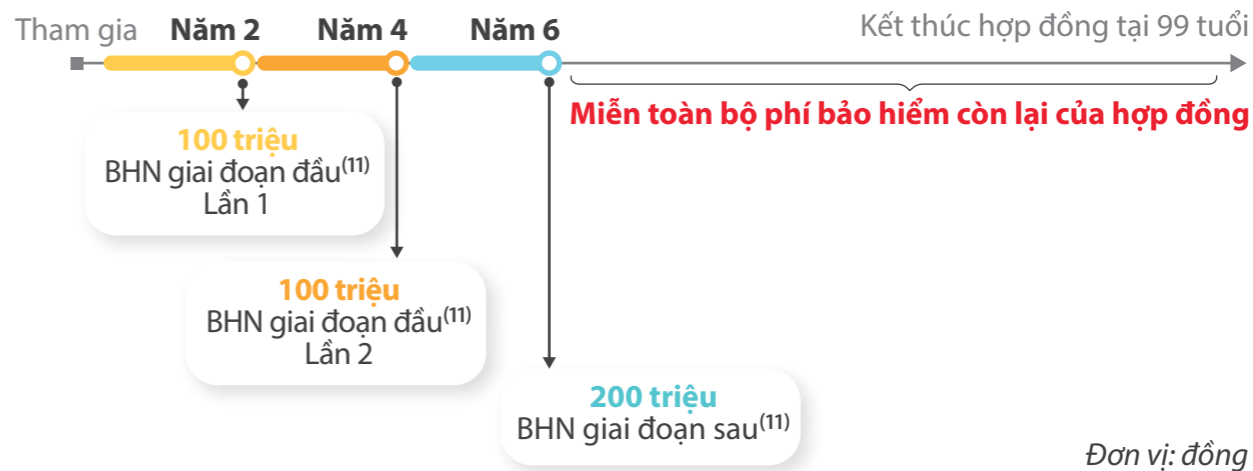 Tham gia Năm 2 Năm 4 Năm 6 Kết thúc hợp đồng tại 99 tuổi
Miễn toàn bộ phí bảo hiểm còn lại của hợp đồng
100 triệu
BHN giai đoạn đầu(11)
Lần 1
100 triệu
BHN giai đoạn đầu(11)
Lần 2
200 triệu
BHN giai đoạn sau(11)
Đơn vị: đồng